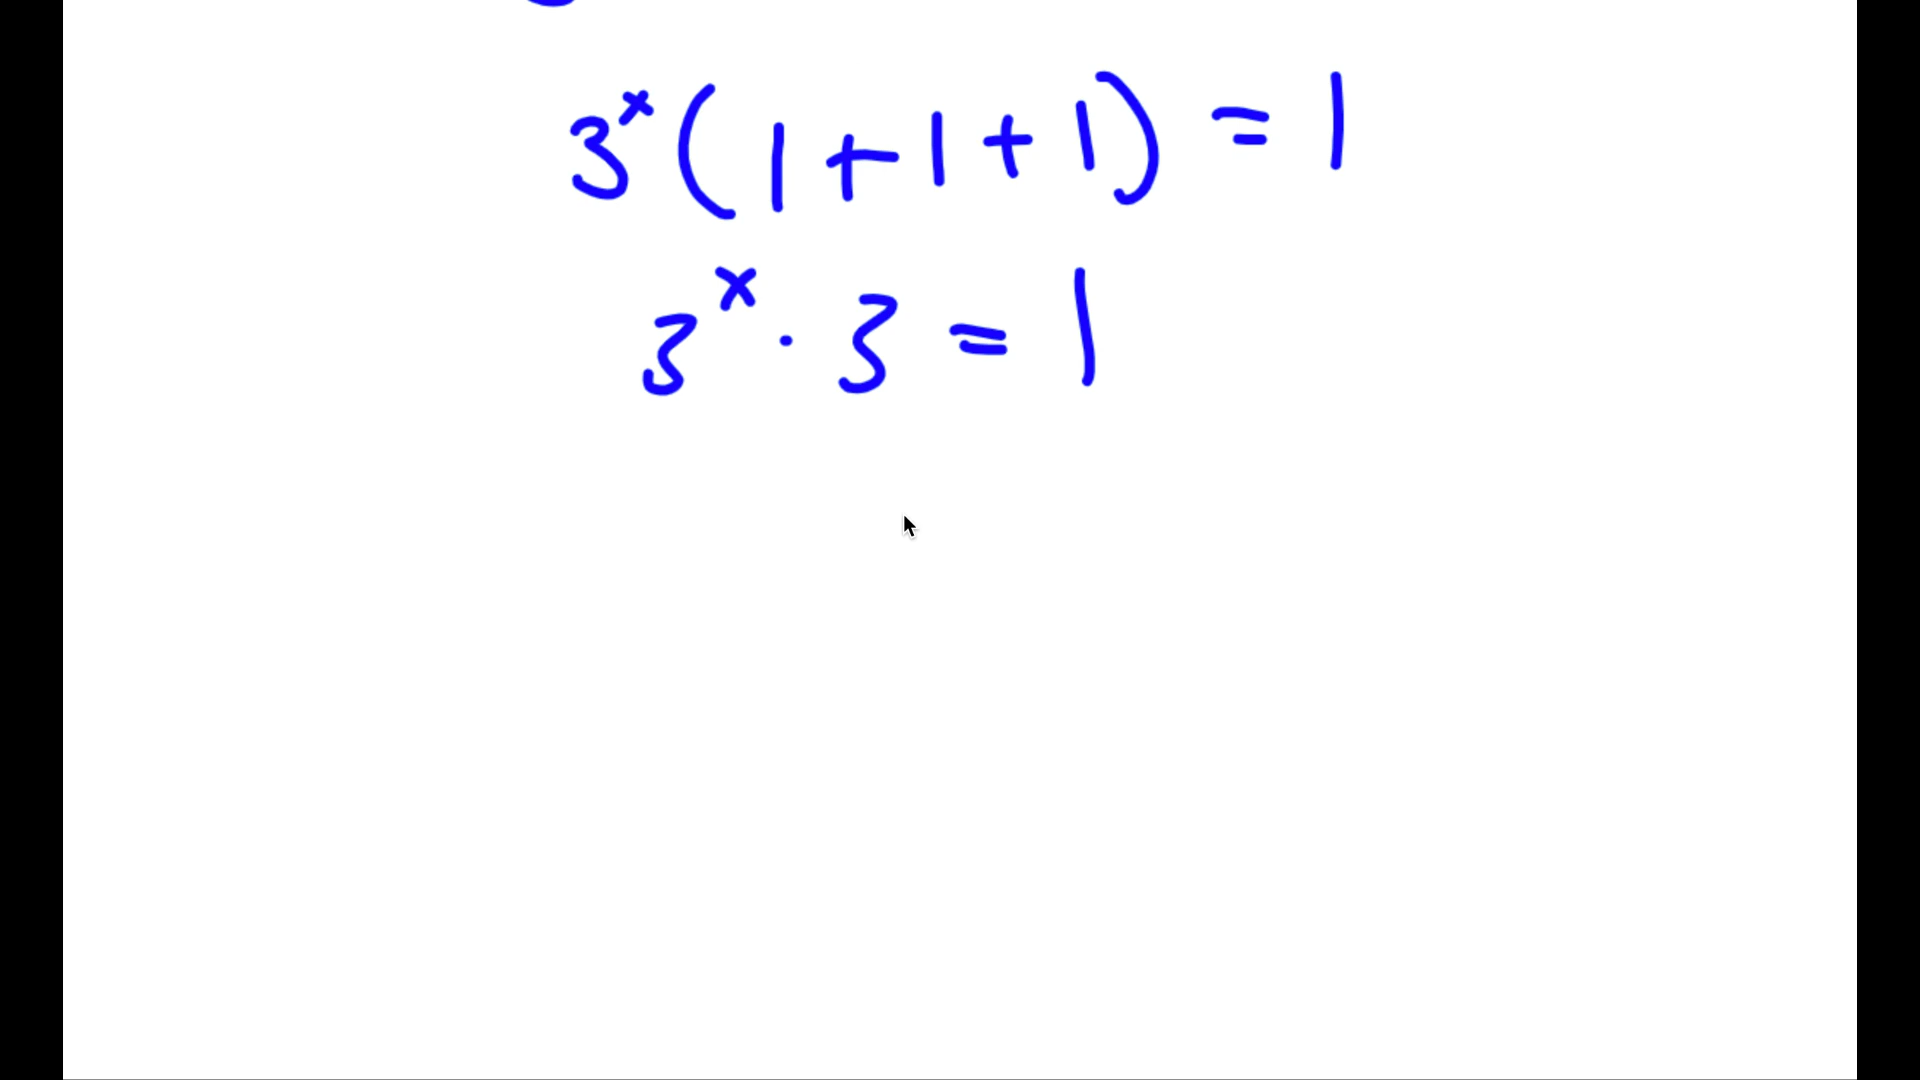 3^x (1 + 1 + 1) = 1
3^x · 3 = 1